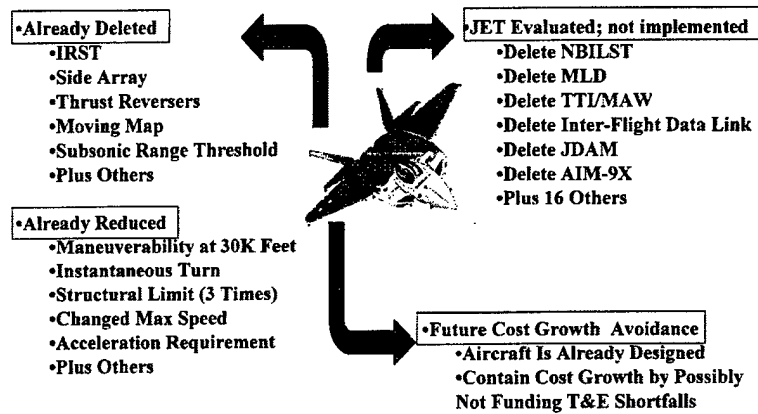 •Already Deleted
•IRST
•Side Array
•Thrust Reversers
•Moving Map
•Subsonic Range Threshold
•Plus Others
•Already Reduced
•Maneuverability at 30K Feet
•Instantaneous Turn
•Structural Limit (3 Times)
•Changed Max Speed
•Acceleration Requirement
•Plus Others
•JET Evaluated; not implemented
•Delete NBILST
•Delete MLD
•Delete TTI/MAW
•Delete Inter-Flight Data Link
•Delete JDAM
•Delete AIM-9X
•Plus 16 Others
•Future Cost Growth Avoidance
•Aircraft Is Already Designed
•Contain Cost Growth by Possibly
Not Funding T&E Shortfalls